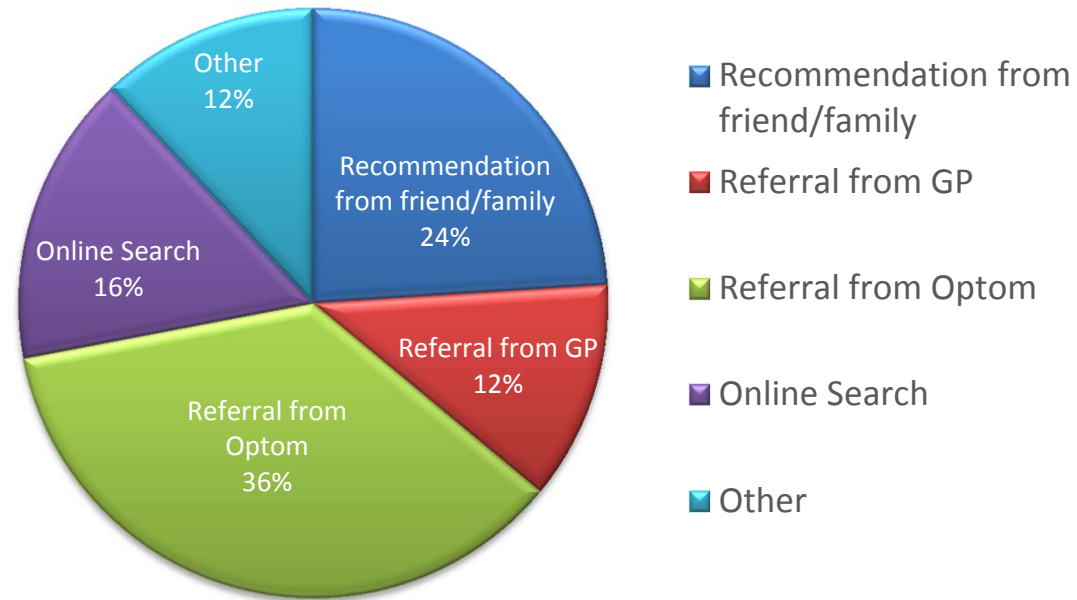 Other
12%
Recommendation
from friend/family
24%
Online Search
16%
Referral from GP
12%
Referral from
Optom
36%
Recommendation from
friend/family
Referral from GP
Referral from Optom
Online Search
Other